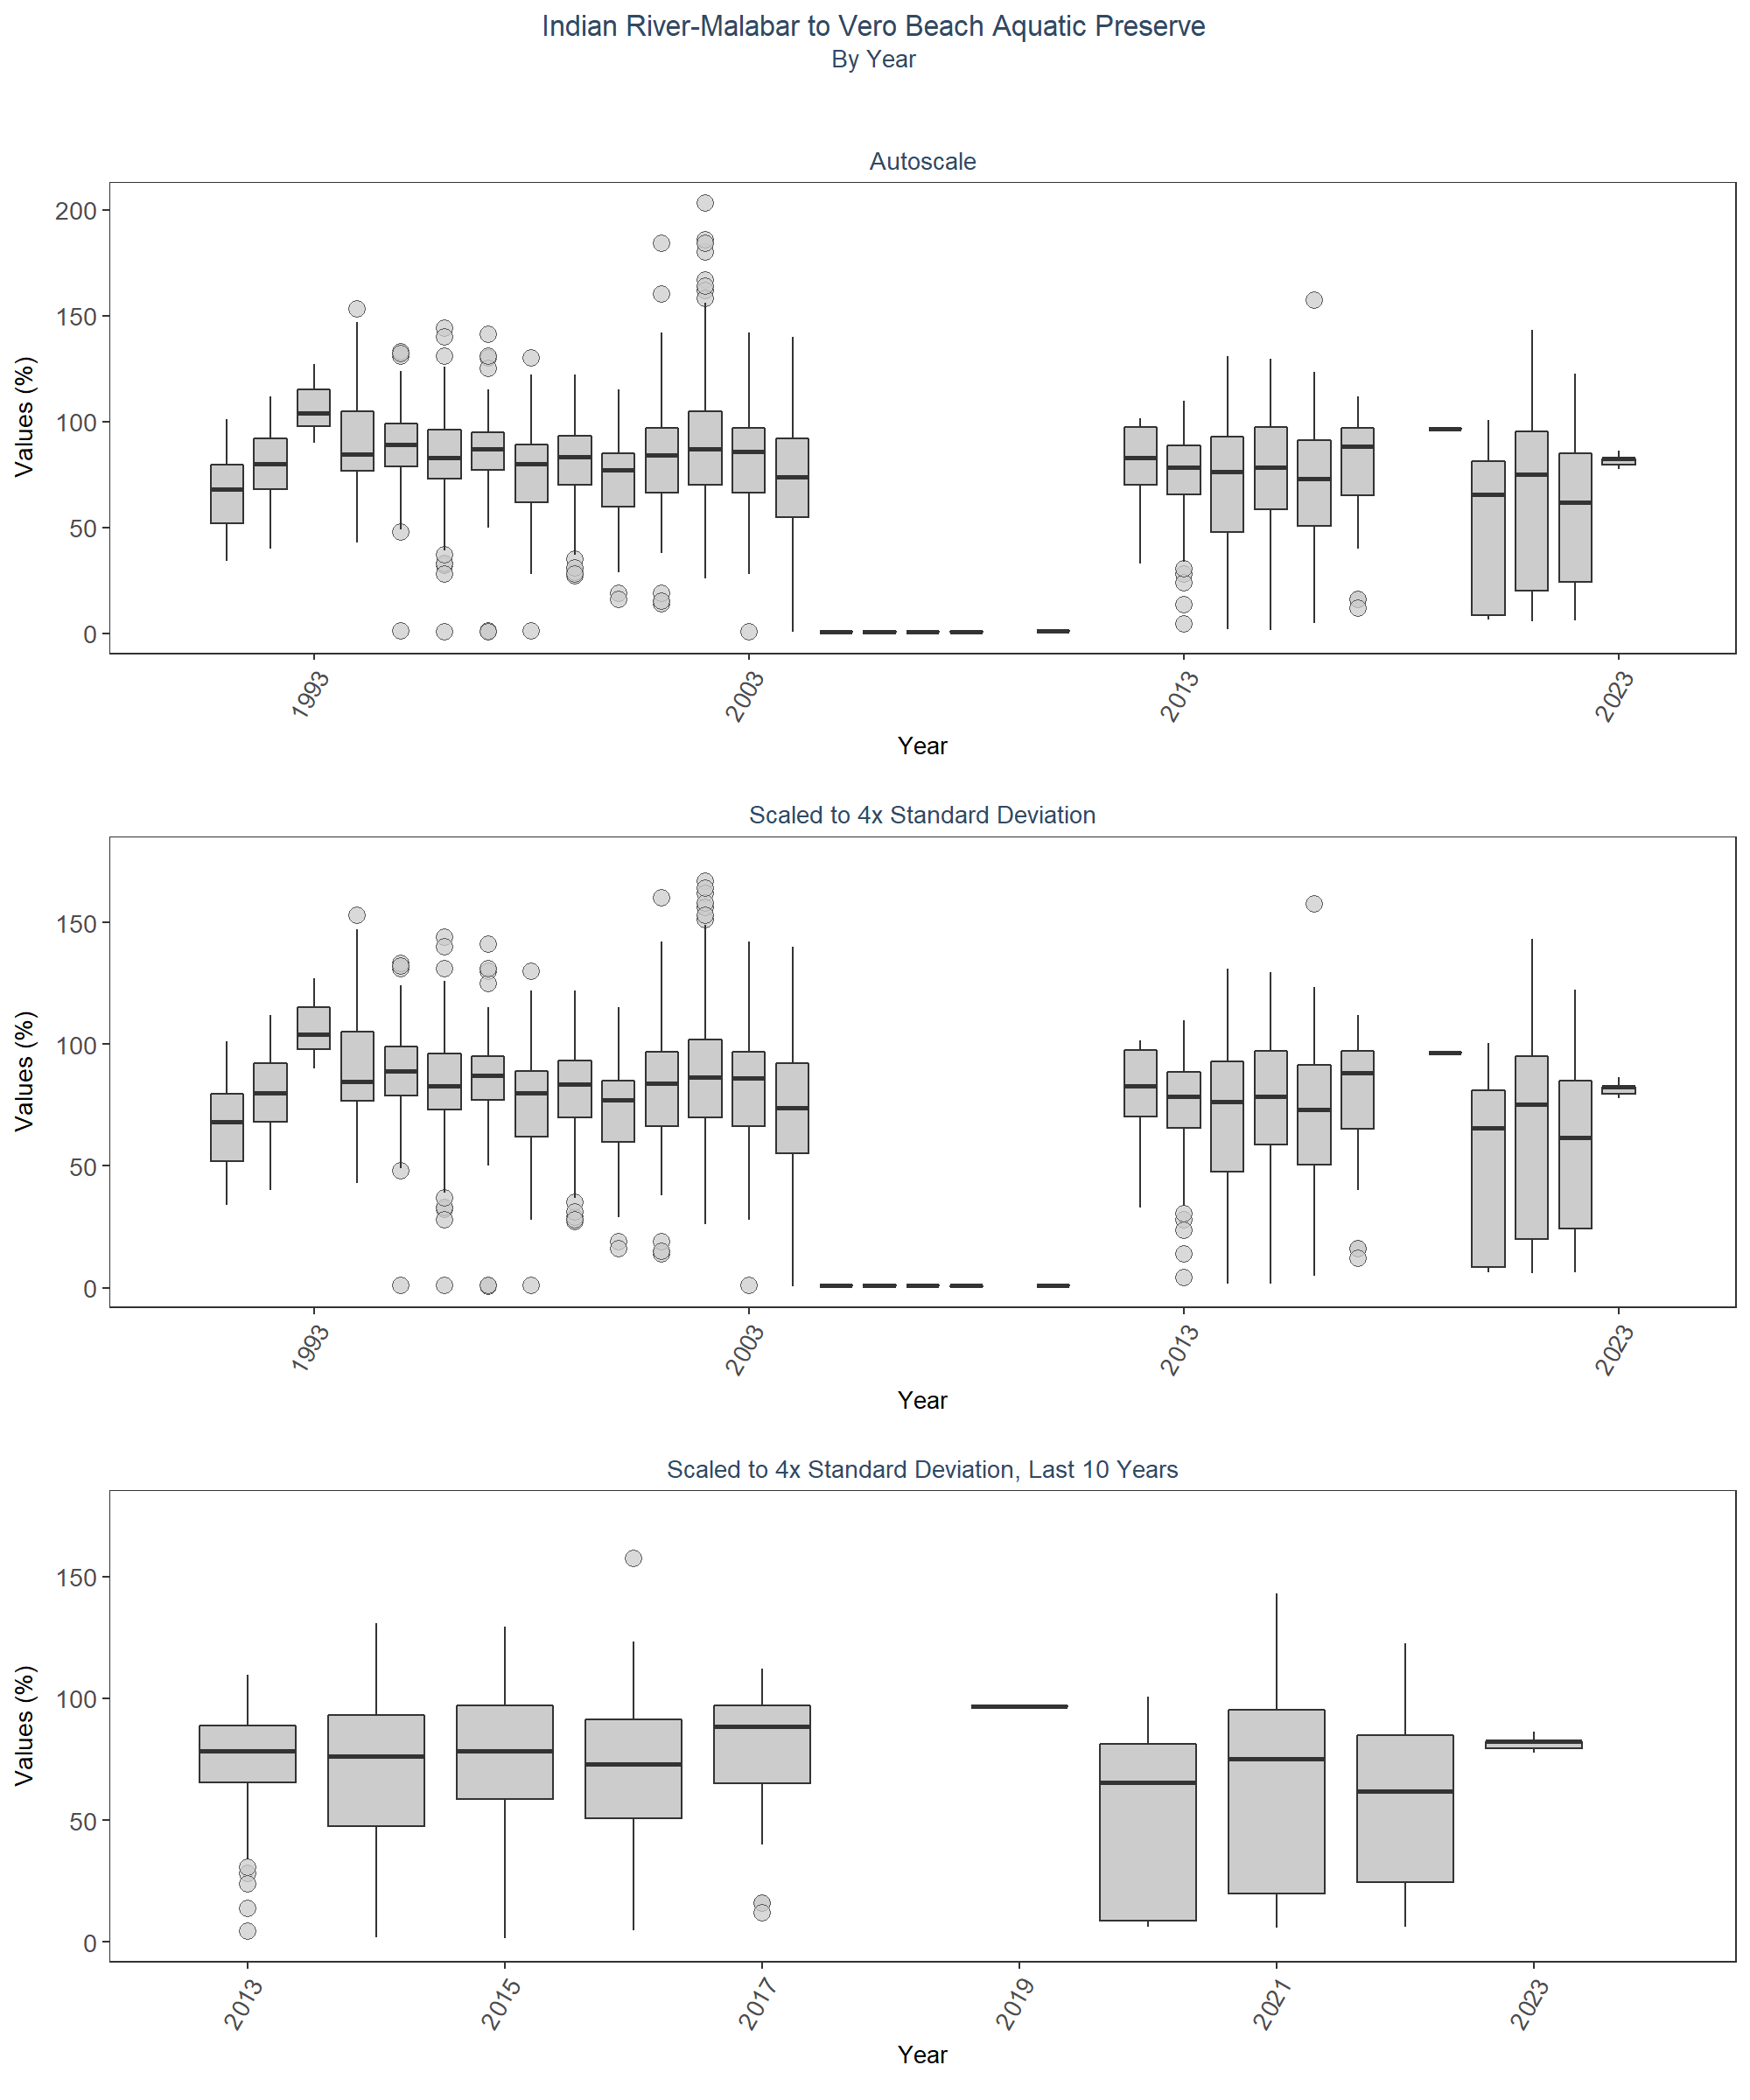 Indian River-Malabar to Vero Beach Aquatic Preserve
By Year
Autoscale
Values (%)
200
150
100
50
0
1993
2003
2013
2023
Year
Scaled to 4x Standard Deviation
Values (%)
150
100
50
0
1993
2003
2013
2023
Year
Scaled to 4x Standard Deviation, Last 10 Years
Values (%)
150
100
50
0
2013
2015
2017
2019
2021
2023
Year